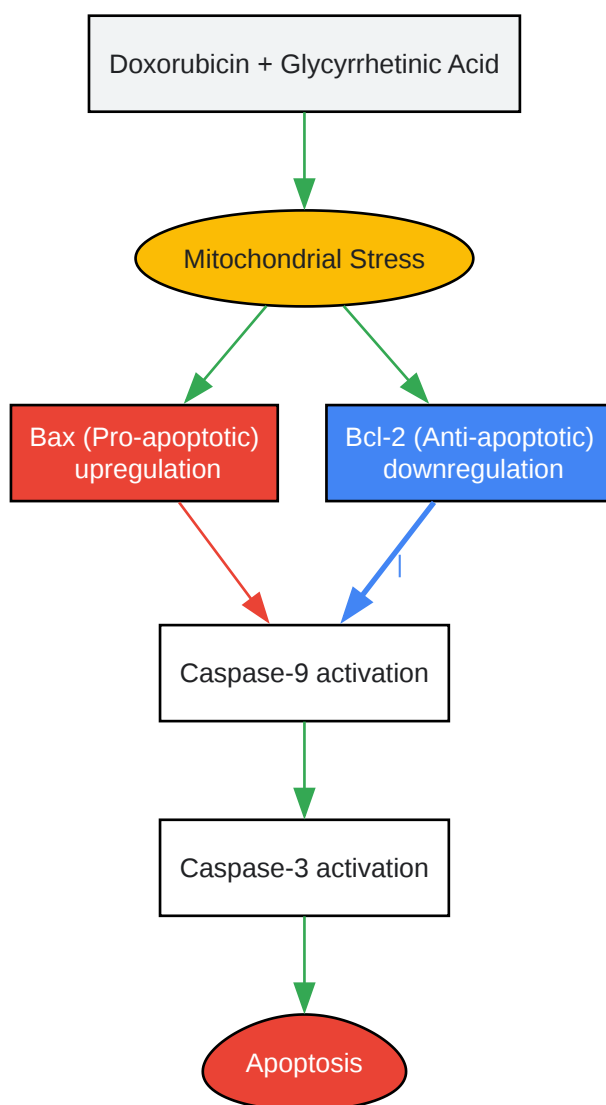 Doxorubicin + Glycyrrhetinic Acid
Mitochondrial Stress
Bax (Pro-apoptotic)
upregulation
Bcl-2 (Anti-apoptotic)
downregulation
|
Caspase-9 activation
Caspase-3 activation
Apoptosis